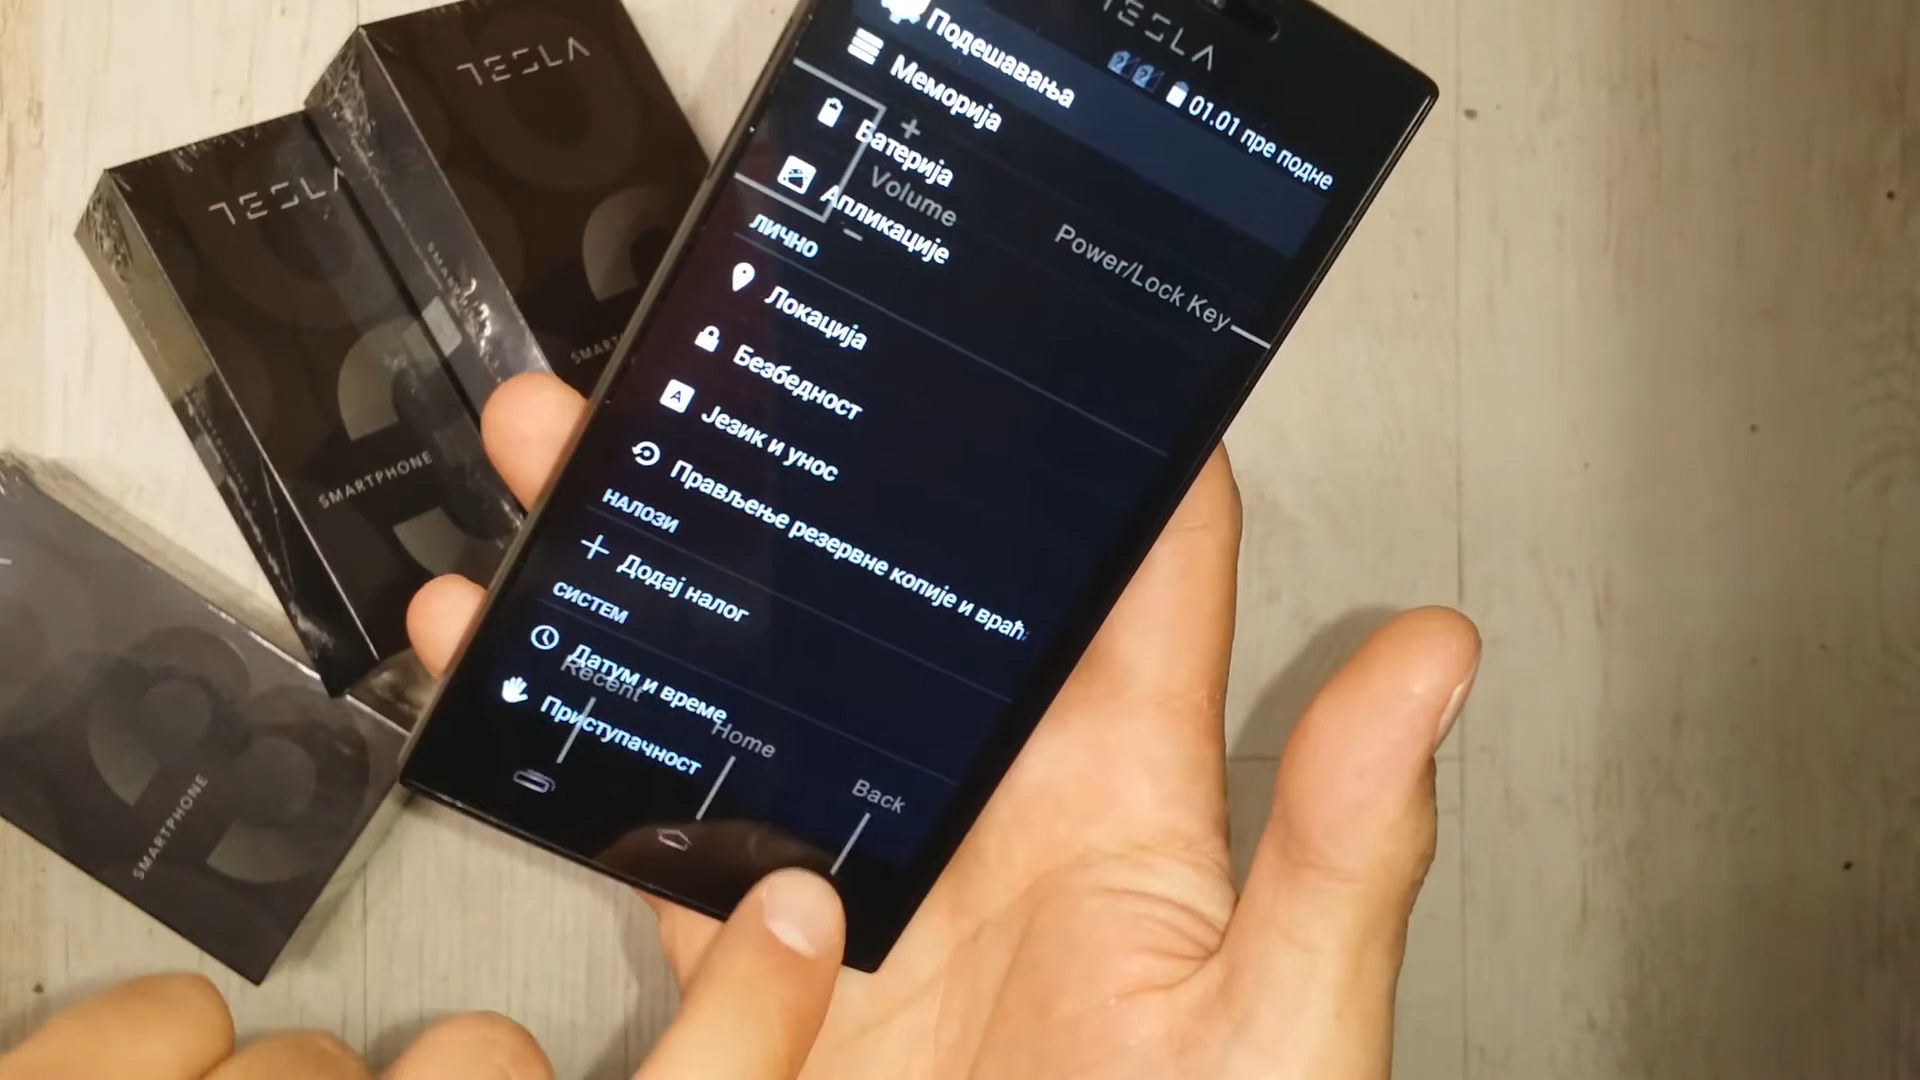 TESLA
01.01 пре подне
Подешавања
Меморија
+
Батерија
Volume
Апликације
−
Power/Lock Key
ЛИЧНО
Локација
Безбедност
Језик и унос
Прављење резервне копије и враћ
НАЛОЗИ
Додај налог
СИСТЕМ
Датум и време
Recent
Приступачност
Home
Back
TESLA
TESLA
SMARTPHONE
SMARTPHONE